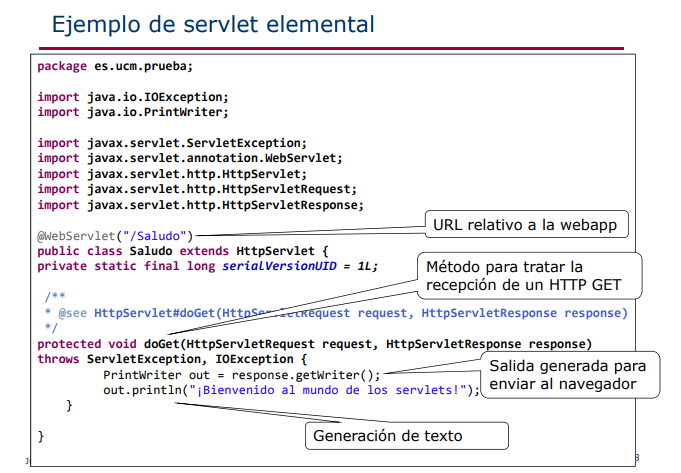 Ejemplo de servlet elemental
package es.ucm.prueba;
import java.io.IOException;
import java.io.PrintWriter;
import javax.servlet.ServletException;
import javax.servlet.annotation.WebServlet;
import javax.servlet.http.HttpServlet;
import javax.servlet.http.HttpServletRequest;
import javax.servlet.http.HttpServletResponse;
@WebServlet("/Saludo")
URL relativo a la webapp
public class Saludo extends HttpServlet {
private static final long serialVersionUID = 1L;
Método para tratar la
recepción de un HTTP GET
/**
* @see HttpServlet#doGet(HttpServletRequest request, HttpServletResponse response)
*/
protected void doGet(HttpServletRequest request, HttpServletResponse response)
throws ServletException, IOException {
PrintWriter out = response.getWriter();
out.println("¡Bienvenido al mundo de los servlets!");
Salida generada para
enviar al navegador
}
}
Generación de texto